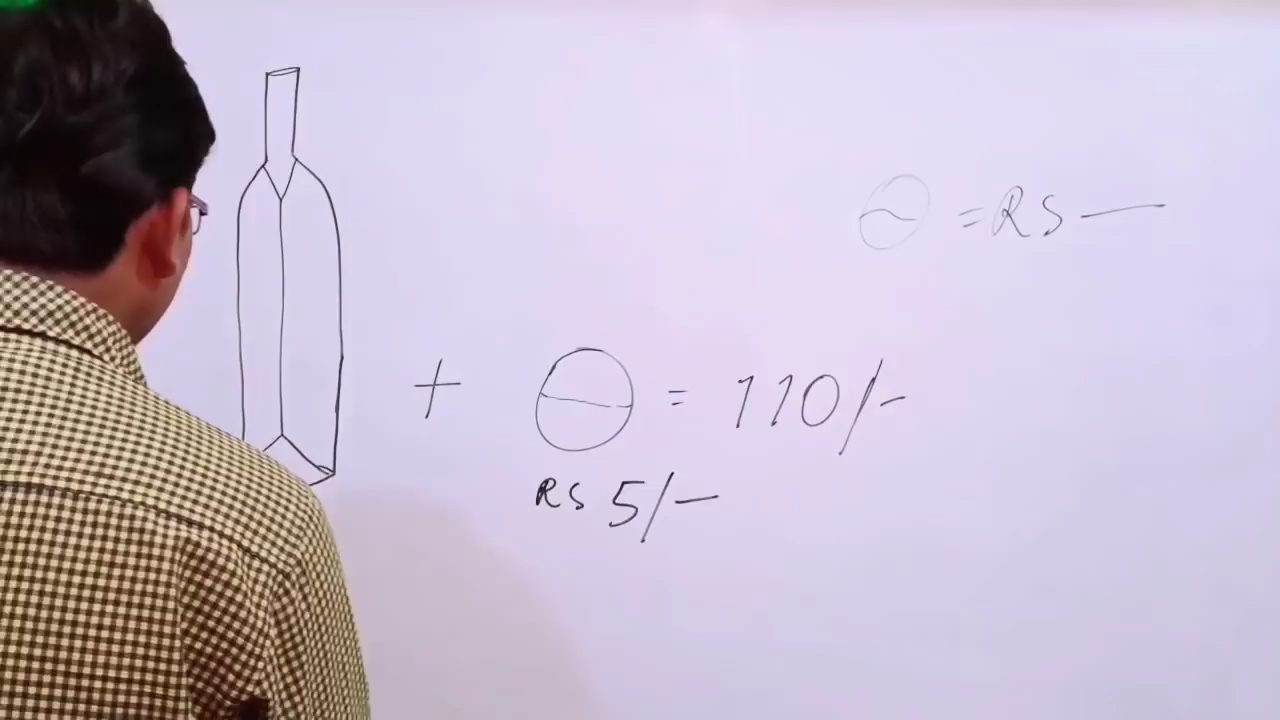 = RS —
+ = 110/-
RS 5/-